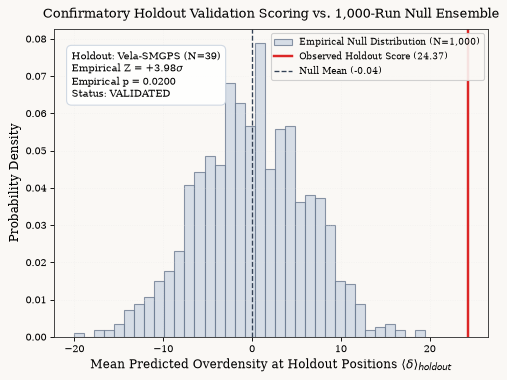 Confirmatory Holdout Validation Scoring vs. 1,000-Run Null Ensemble
Holdout: Vela-SMGPS (N=39)
Empirical Z = +3.98σ
Empirical p = 0.0200
Status: VALIDATED
Empirical Null Distribution (N=1,000)
Observed Holdout Score (24.37)
Null Mean (-0.04)
Probability Density
0.08
0.07
0.06
0.05
0.04
0.03
0.02
0.01
0.00
−20
−10
0
10
20
Mean Predicted Overdensity at Holdout Positions ⟨δ⟩holdout